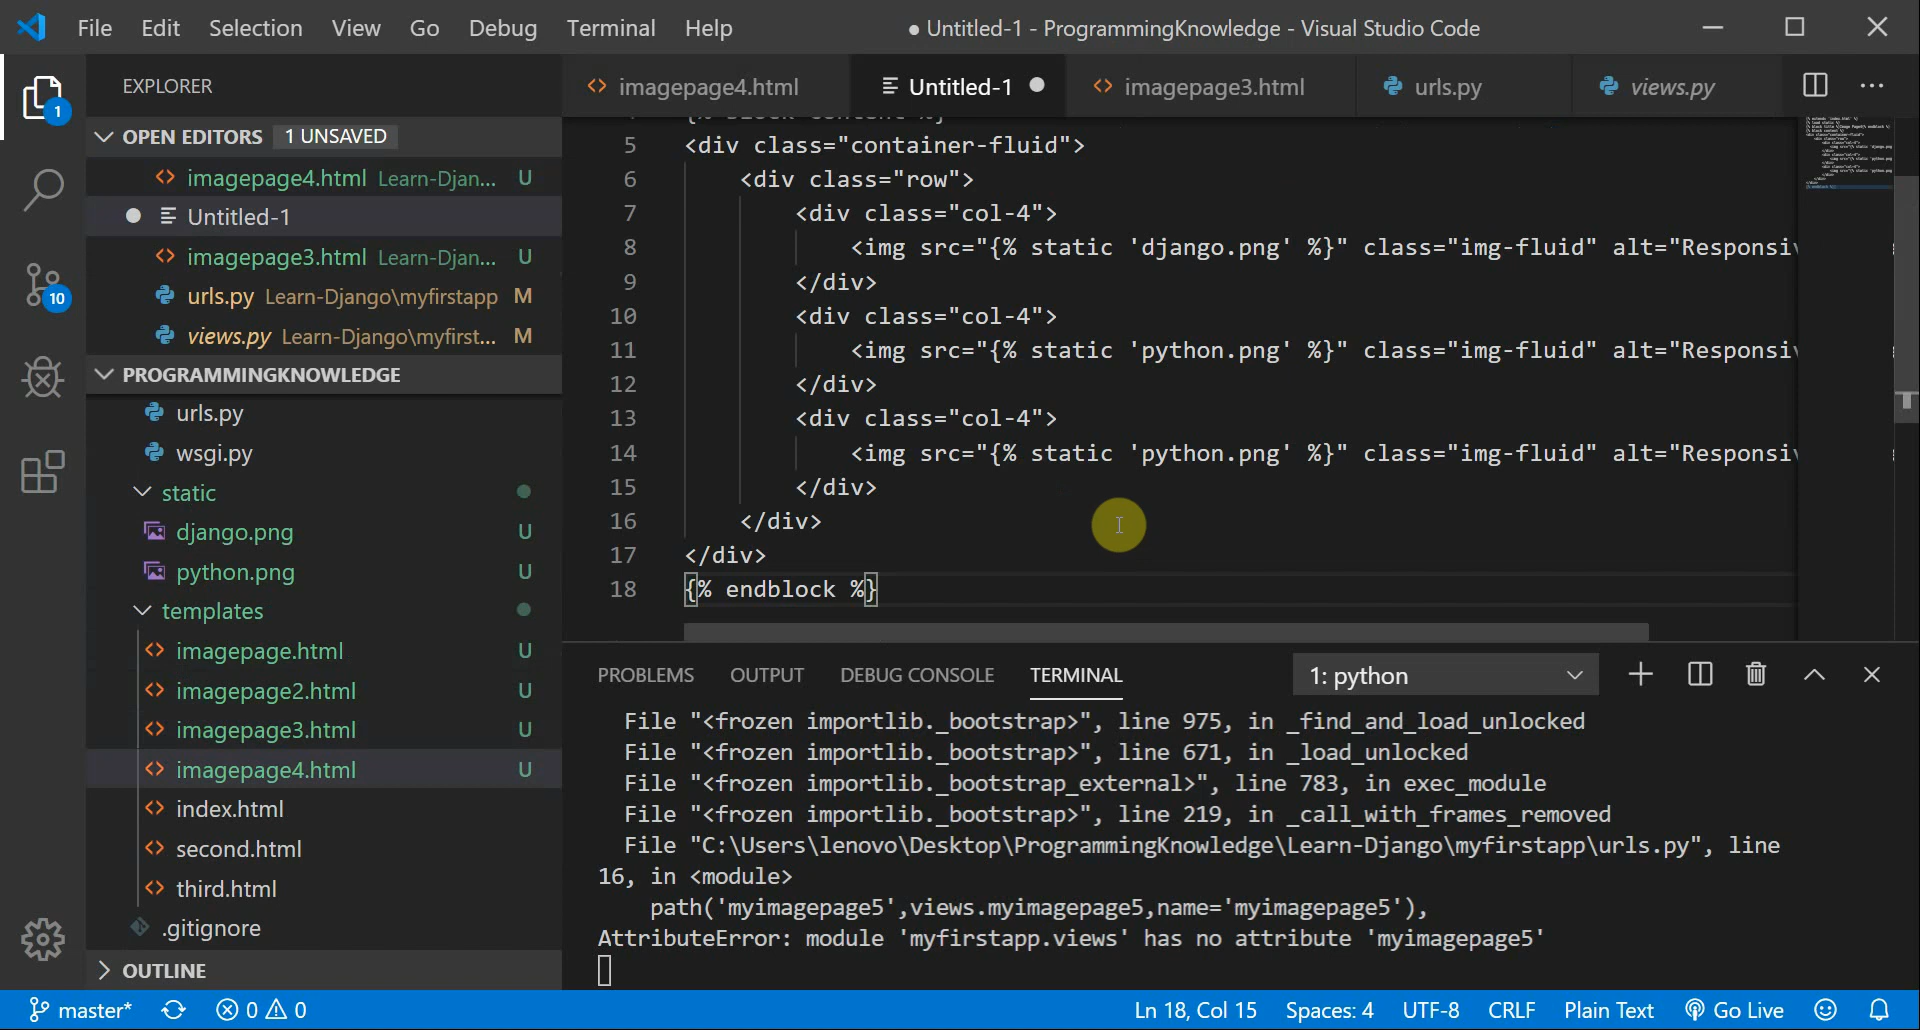 File Edit Selection View Go Debug Terminal Help
● Untitled-1 - ProgrammingKnowledge - Visual Studio Code
EXPLORER
imagepage4.html
Untitled-1
imagepage3.html
urls.py
views.py
OPEN EDITORS 1 UNSAVED
imagepage4.html Learn-Djan... U
Untitled-1
imagepage3.html Learn-Djan... U
urls.py Learn-Django\myfirstapp M
views.py Learn-Django\myfirst... M
PROGRAMMINGKNOWLEDGE
urls.py
wsgi.py
static
django.png U
python.png U
templates
imagepage.html U
imagepage2.html U
imagepage3.html U
imagepage4.html U
index.html
second.html
third.html
.gitignore
OUTLINE
1
10
5 <div class="container-fluid">
6 <div class="row">
7 <div class="col-4">
8 <img src="{% static 'django.png' %}" class="img-fluid" alt="Responsiv
9 </div>
10 <div class="col-4">
11 <img src="{% static 'python.png' %}" class="img-fluid" alt="Responsiv
12 </div>
13 <div class="col-4">
14 <img src="{% static 'python.png' %}" class="img-fluid" alt="Responsiv
15 </div>
16 </div>
17 </div>
18 {% endblock %}
PROBLEMS OUTPUT DEBUG CONSOLE TERMINAL 1: python
File "<frozen importlib._bootstrap>", line 975, in _find_and_load_unlocked
File "<frozen importlib._bootstrap>", line 671, in _load_unlocked
File "<frozen importlib._bootstrap_external>", line 783, in exec_module
File "<frozen importlib._bootstrap>", line 219, in _call_with_frames_removed
File "C:\Users\lenovo\Desktop\ProgrammingKnowledge\Learn-Django\myfirstapp\urls.py", line
16, in <module>
path('myimagepage5',views.myimagepage5,name='myimagepage5'),
AttributeError: module 'myfirstapp.views' has no attribute 'myimagepage5'
master* 0 0 Ln 18, Col 15 Spaces: 4 UTF-8 CRLF Plain Text Go Live